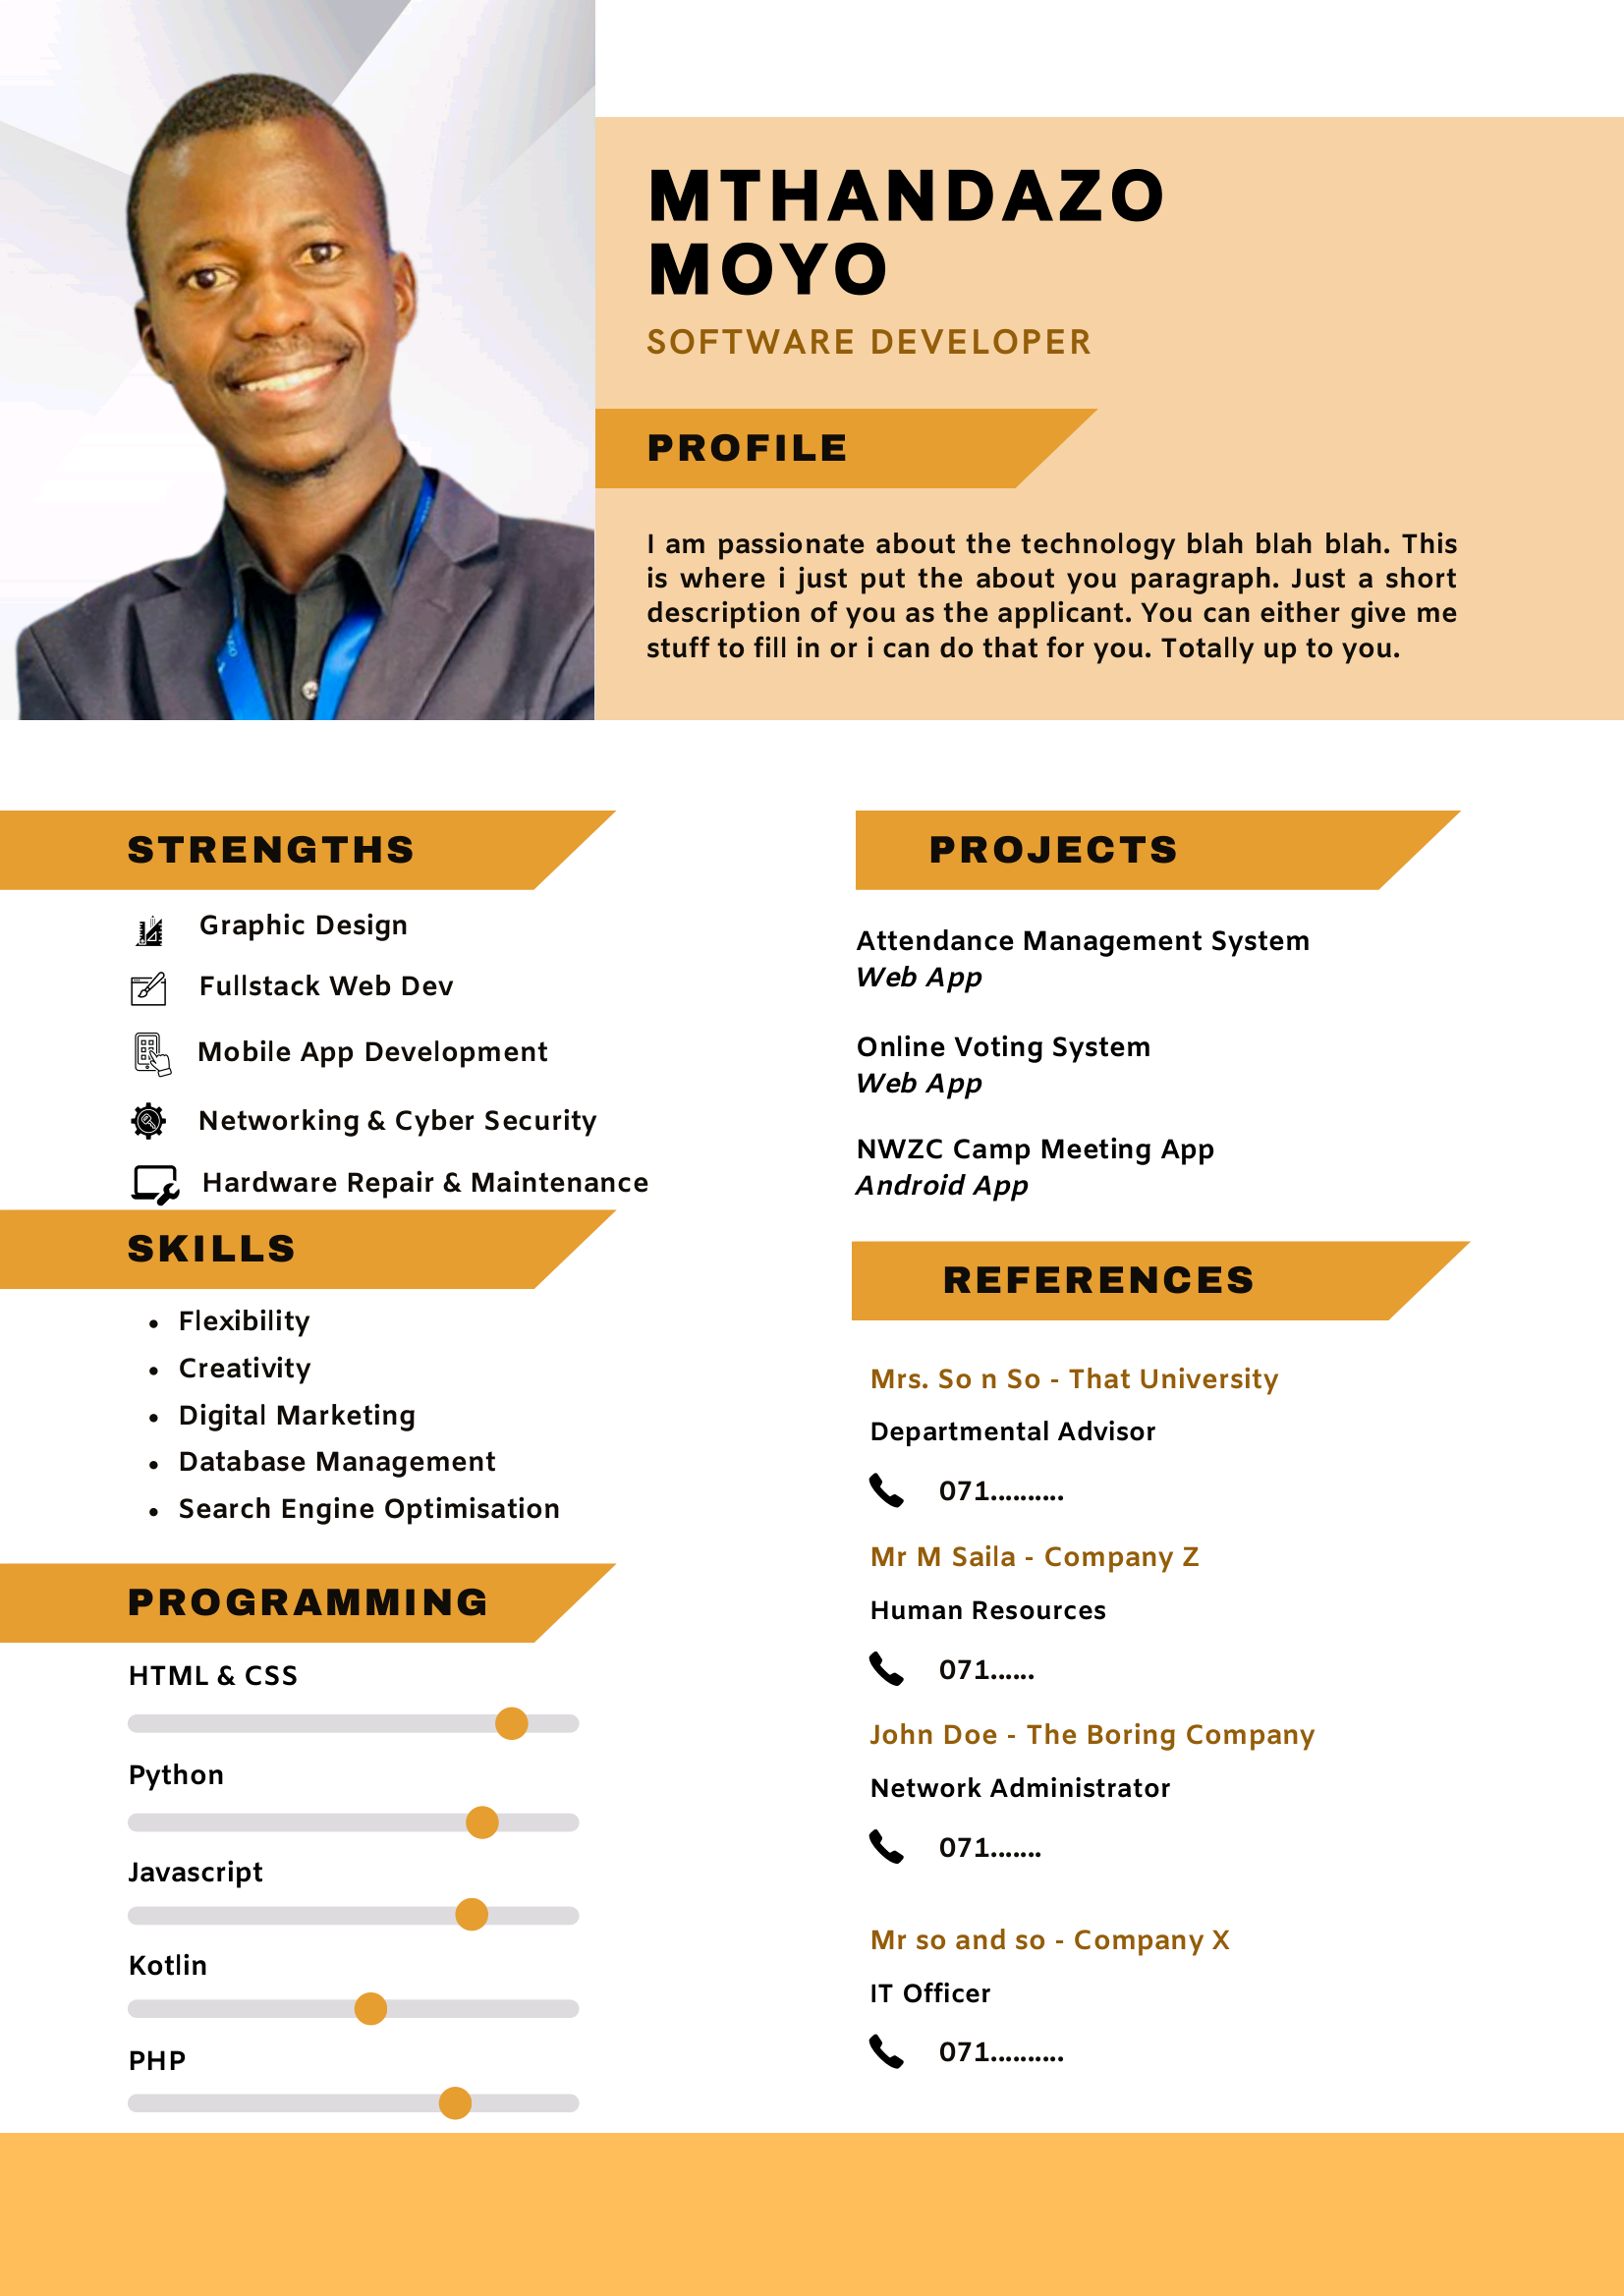 MTHANDAZO
MOYO
SOFTWARE DEVELOPER
PROFILE
I am passionate about the technology blah blah blah. This
is where i just put the about you paragraph. Just a short
description of you as the applicant. You can either give me
stuff to fill in or i can do that for you. Totally up to you.
STRENGTHS
Graphic Design
Fullstack Web Dev
Mobile App Development
Networking & Cyber Security
Hardware Repair & Maintenance
SKILLS
• Flexibility
• Creativity
• Digital Marketing
• Database Management
• Search Engine Optimisation
PROGRAMMING
HTML & CSS
Python
Javascript
Kotlin
PHP
PROJECTS
Attendance Management System
Web App
Online Voting System
Web App
NWZC Camp Meeting App
Android App
REFERENCES
Mrs. So n So - That University
Departmental Advisor
071..........
Mr M Saila - Company Z
Human Resources
071......
John Doe - The Boring Company
Network Administrator
071.......
Mr so and so - Company X
IT Officer
071..........